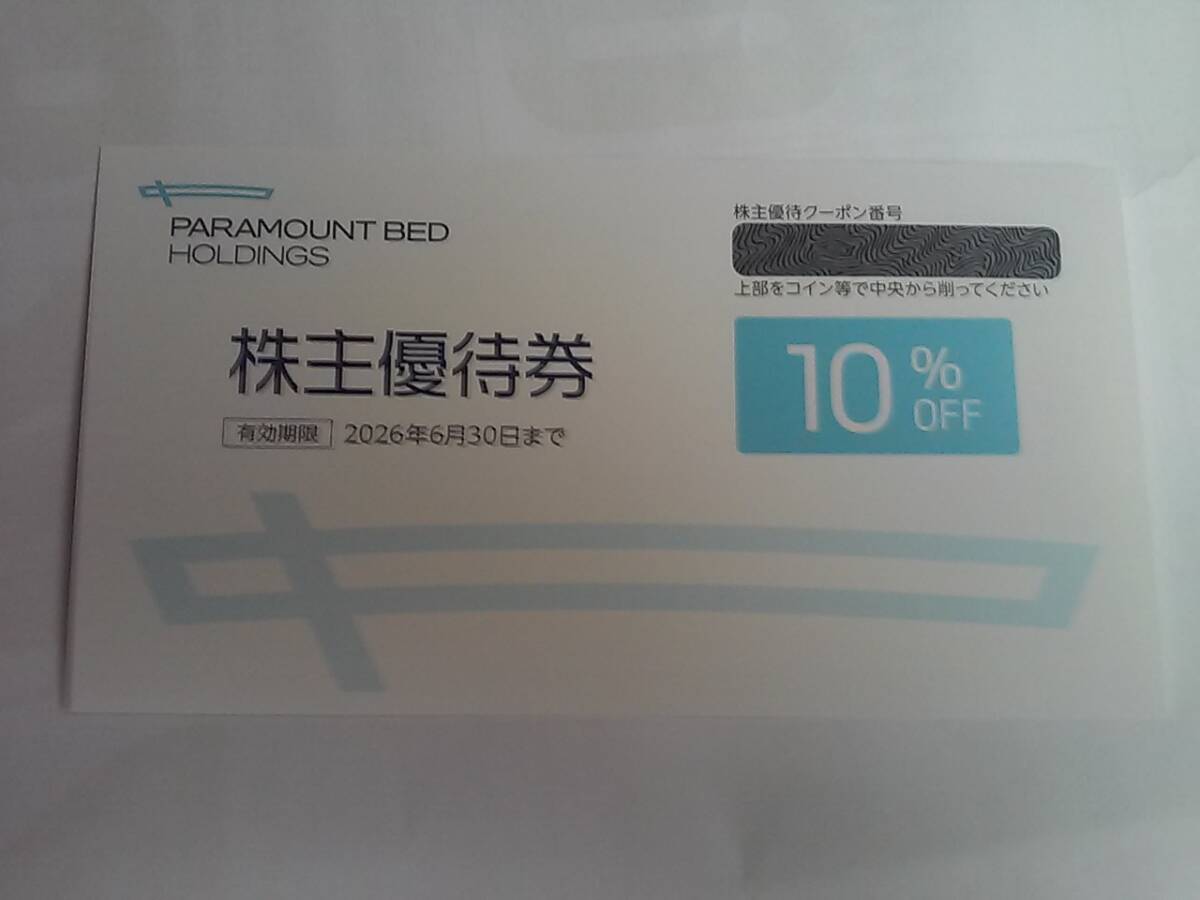 PARAMOUNT BED
HOLDINGS
株主優待券
有効期限 2026年6月30日まで
株主優待クーポン番号
上部をコイン等で中央から削ってください
10%
OFF